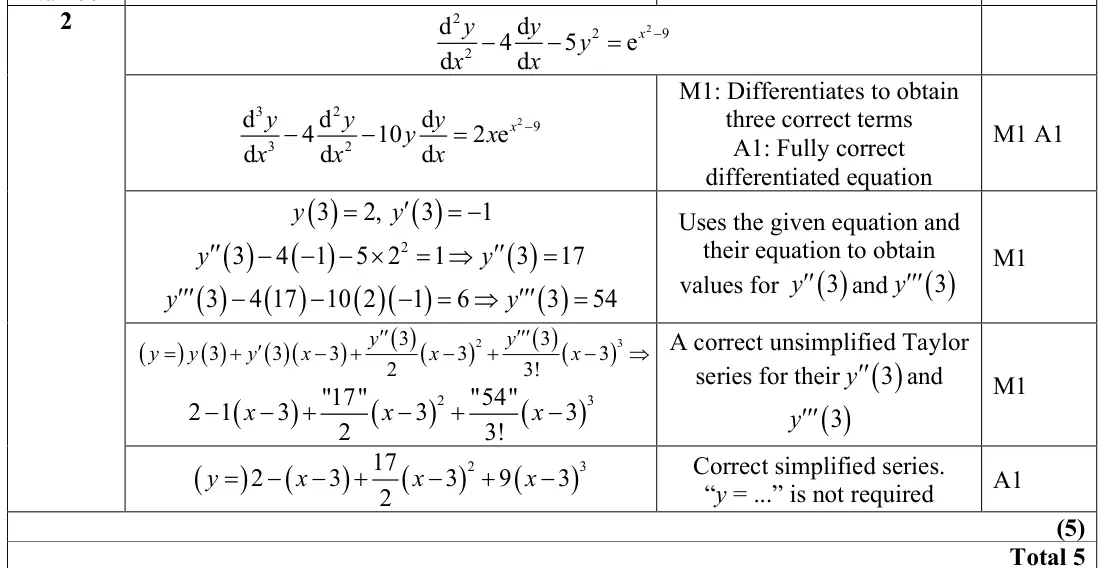 2
d²y/dx² − 4 dy/dx − 5y² = e^(x²−9)
d³y/dx³ − 4 d²y/dx² − 10y dy/dx = 2xe^(x²−9)
M1: Differentiates to obtain
three correct terms
A1: Fully correct
differentiated equation
M1 A1
y(3) = 2, y′(3) = −1
y″(3) − 4(−1) − 5 × 2² = 1 ⇒ y″(3) = 17
y‴(3) − 4(17) − 10(2)(−1) = 6 ⇒ y‴(3) = 54
Uses the given equation and
their equation to obtain
values for y″(3) and y‴(3)
M1
(y =) y(3) + y′(3)(x − 3) + y″(3)/2 (x − 3)² + y‴(3)/3! (x − 3)³ ⇒
2 − 1(x − 3) + "17"/2 (x − 3)² + "54"/3! (x − 3)³
A correct unsimplified Taylor
series for their y″(3) and
y‴(3)
M1
(y =) 2 − (x − 3) + 17/2 (x − 3)² + 9(x − 3)³
Correct simplified series.
“y = ...” is not required
A1
(5)
Total 5